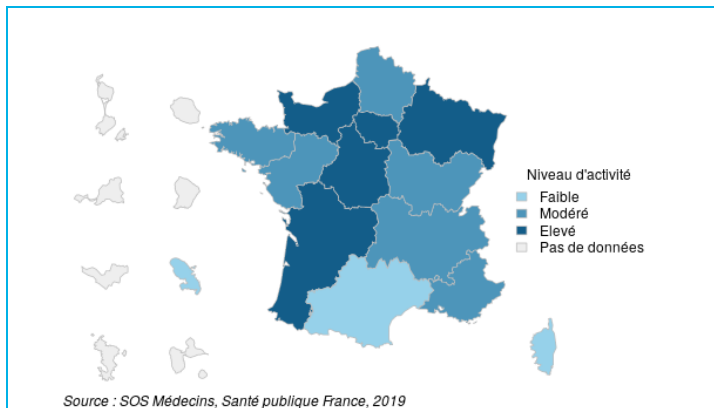 Niveau d'activité
Faible
Modéré
Elevé
Pas de données
Source : SOS Médecins, Santé publique France, 2019